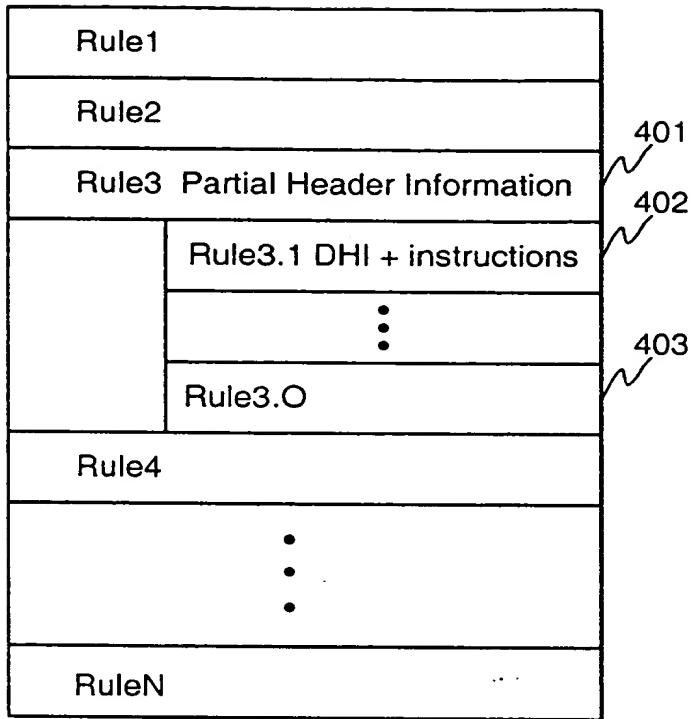 Rule1
Rule2
401
Rule3 Partial Header Information
402
Rule3.1 DHI + instructions
403
Rule3.O
Rule4
RuleN